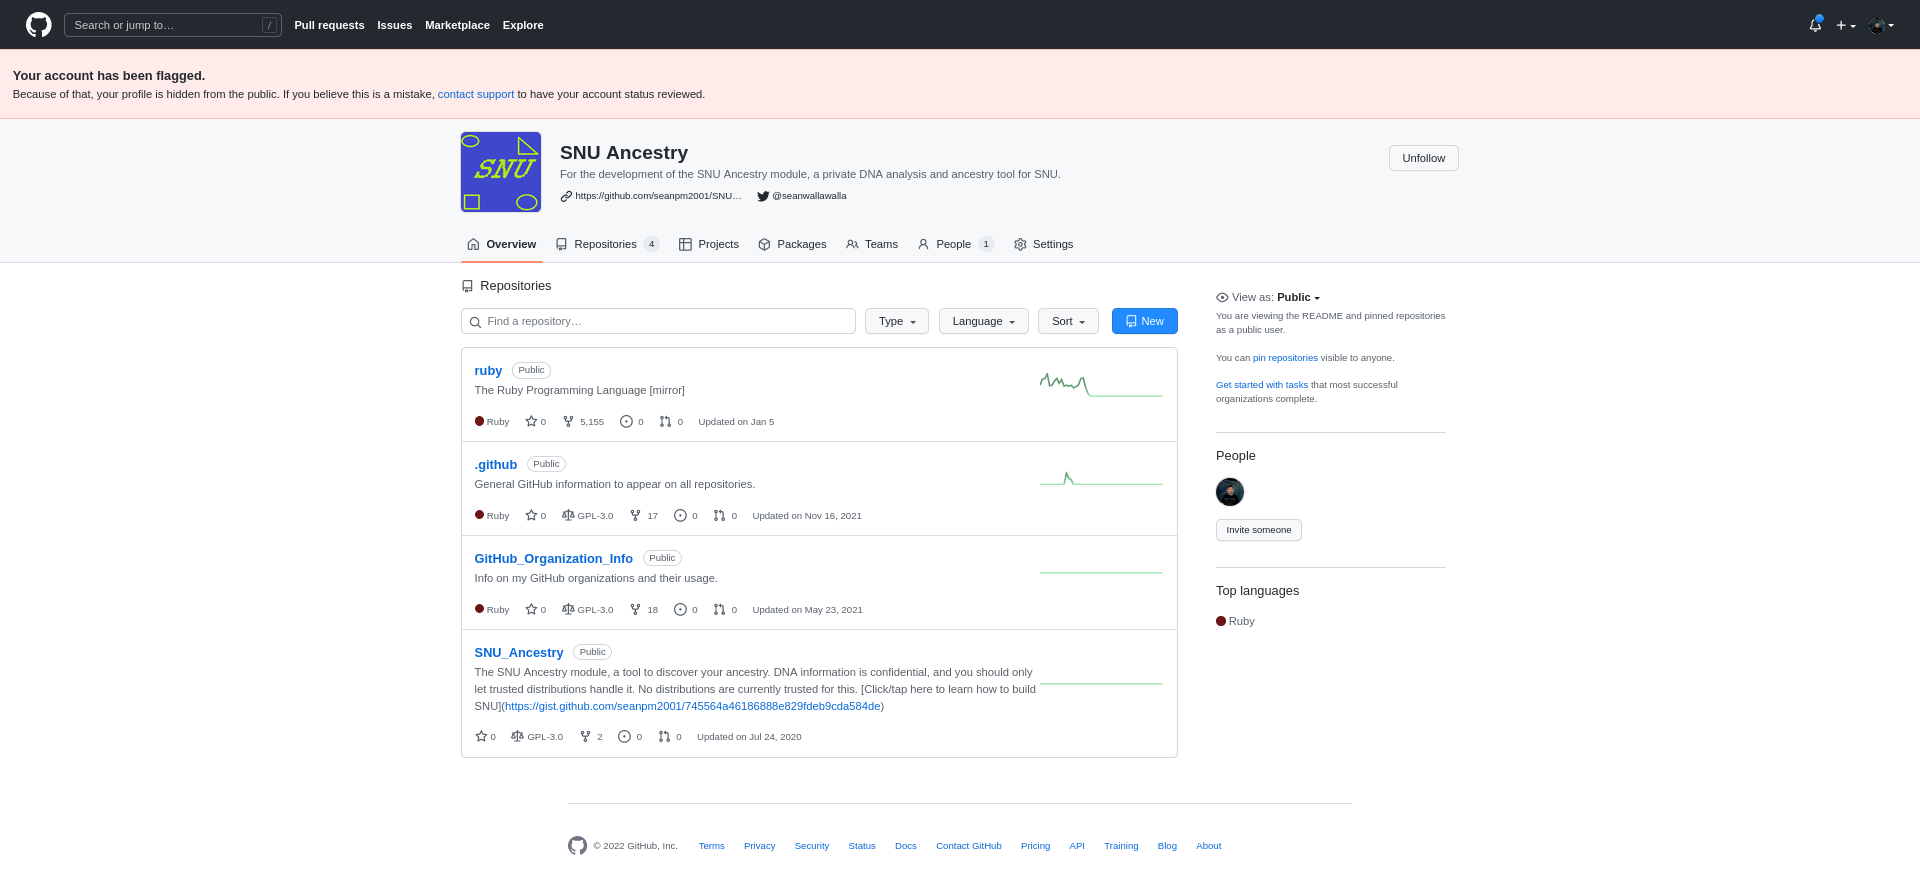 Search or jump to…
/
Pull requests
Issues
Marketplace
Explore
Your account has been flagged.
Because of that, your profile is hidden from the public. If you believe this is a mistake, contact support to have your account status reviewed.
SNU
SNU Ancestry
For the development of the SNU Ancestry module, a private DNA analysis and ancestry tool for SNU.
https://github.com/seanpm2001/SNU…
@seanwallawalla
Unfollow
Overview
Repositories 4
Projects
Packages
Teams
People 1
Settings
Repositories
Find a repository…
Type
Language
Sort
New
ruby Public
The Ruby Programming Language [mirror]
Ruby 0 5,155 0 0 Updated on Jan 5
.github Public
General GitHub information to appear on all repositories.
Ruby 0 GPL-3.0 17 0 0 Updated on Nov 16, 2021
GitHub_Organization_Info Public
Info on my GitHub organizations and their usage.
Ruby 0 GPL-3.0 18 0 0 Updated on May 23, 2021
SNU_Ancestry Public
The SNU Ancestry module, a tool to discover your ancestry. DNA information is confidential, and you should only
let trusted distributions handle it. No distributions are currently trusted for this. [Click/tap here to learn how to build
SNU](https://gist.github.com/seanpm2001/745564a46186888e829fdeb9cda584de)
0 GPL-3.0 2 0 0 Updated on Jul 24, 2020
View as: Public
You are viewing the README and pinned repositories
as a public user.
You can pin repositories visible to anyone.
Get started with tasks that most successful
organizations complete.
People
Invite someone
Top languages
Ruby
© 2022 GitHub, Inc.
Terms
Privacy
Security
Status
Docs
Contact GitHub
Pricing
API
Training
Blog
About